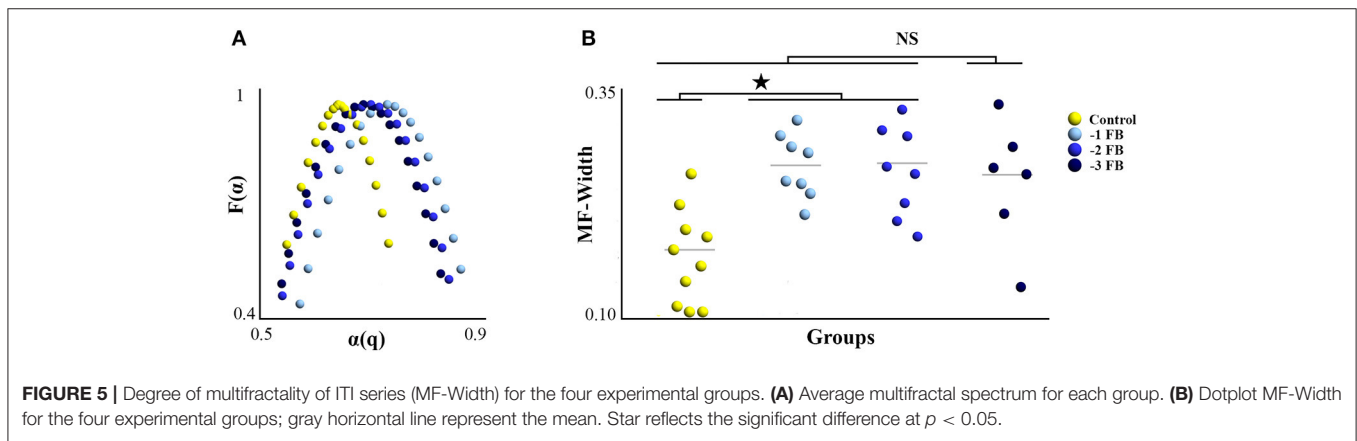 A
1
F(α)
0.4
0.5
0.9
α(q)
B
NS
★
0.35
MF-Width
0.10
Groups
Control
-1 FB
-2 FB
-3 FB
FIGURE 5 | Degree of multifractality of ITI series (MF-Width) for the four experimental groups. (A) Average multifractal spectrum for each group. (B) Dotplot MF-Width
for the four experimental groups; gray horizontal line represent the mean. Star reflects the significant difference at p < 0.05.